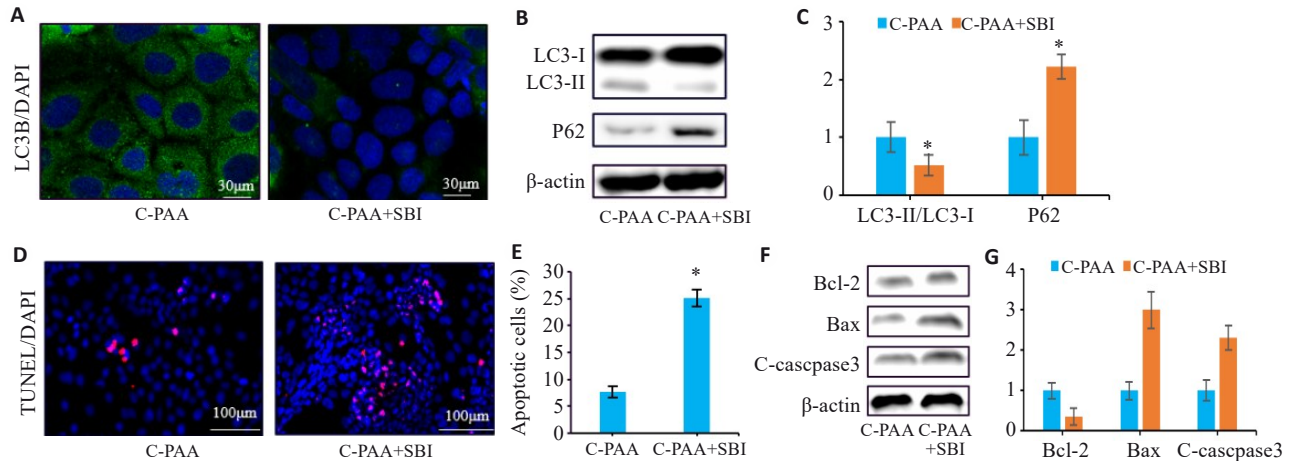 A
LC3B/DAPI
30μm
30μm
C-PAA
C-PAA+SBI
B
LC3-I
LC3-II
P62
β-actin
C-PAA C-PAA+SBI
C
C-PAA C-PAA+SBI
3
2
1
0
*
*
LC3-II/LC3-I
P62
D
TUNEL/DAPI
100μm
100μm
C-PAA
C-PAA+SBI
E
Apoptotic cells (%)
30
25
20
15
10
5
0
*
C-PAA
C-PAA+SBI
F
Bcl-2
Bax
C-cascpase3
β-actin
C-PAA C-PAA
+SBI
G
C-PAA C-PAA+SBI
4
3
2
1
0
Bcl-2
Bax
C-cascpase3